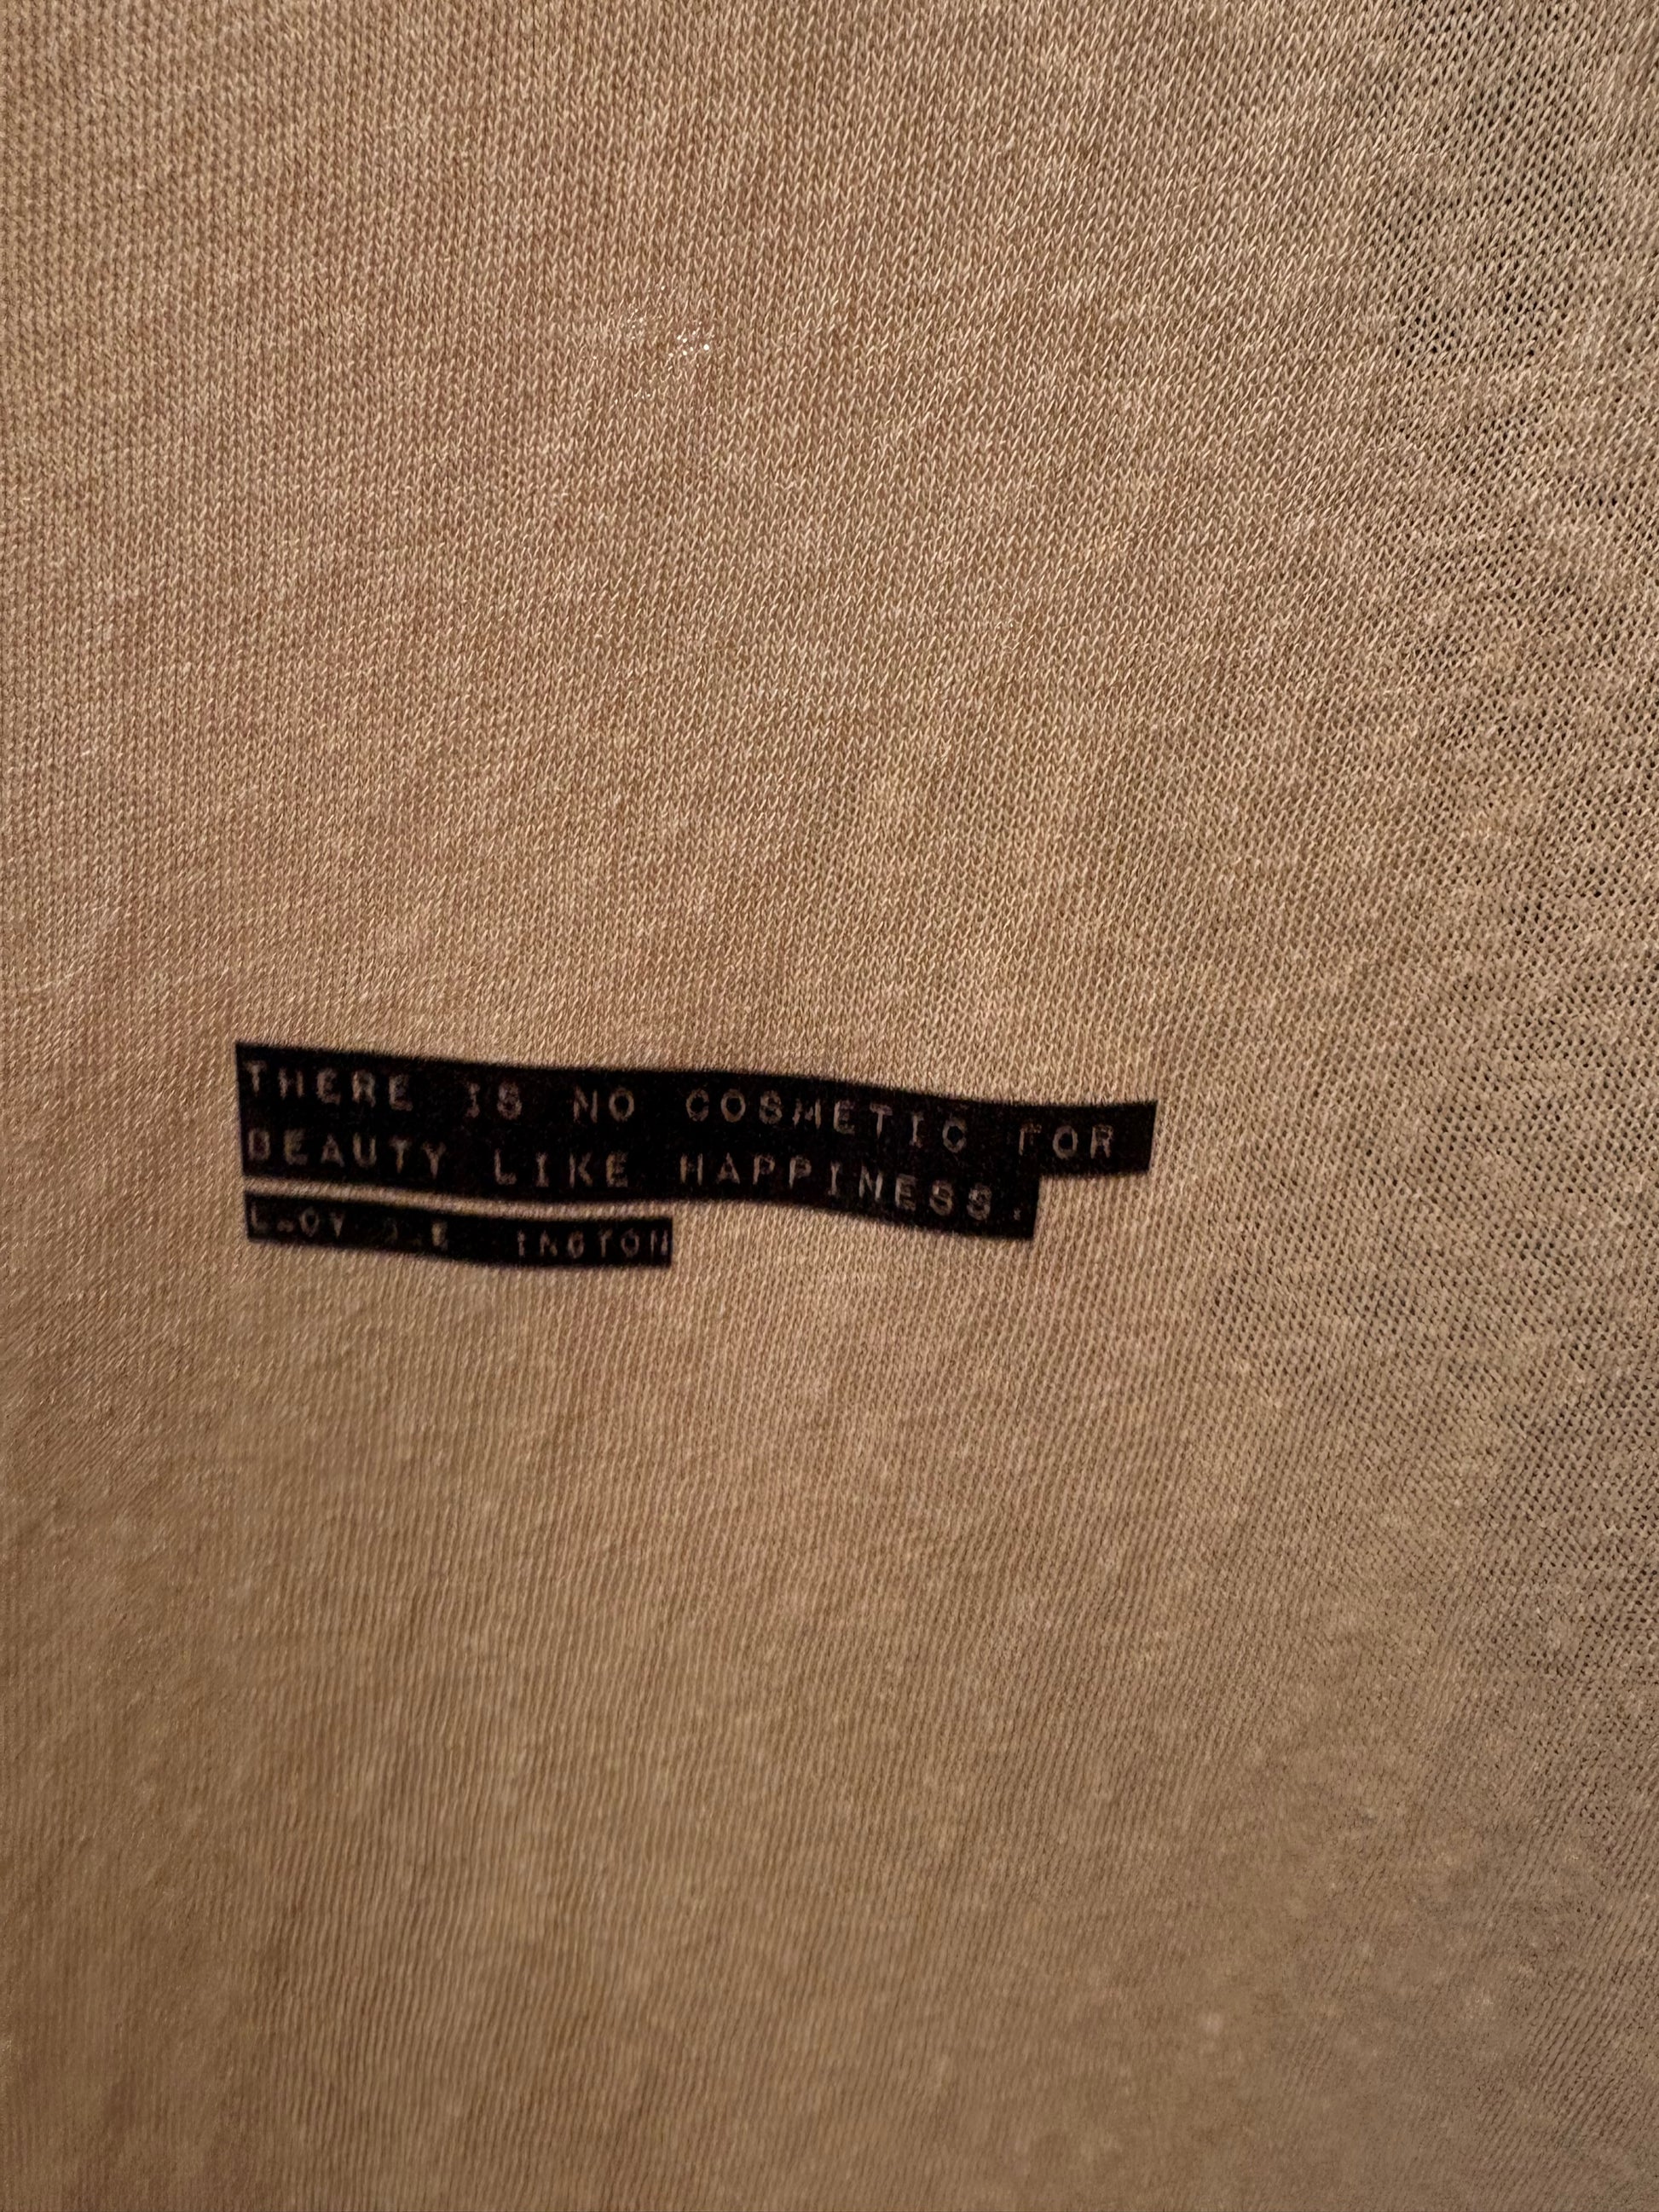 THERE IS NO COSMETIC FOR
BEAUTY LIKE HAPPINESS.